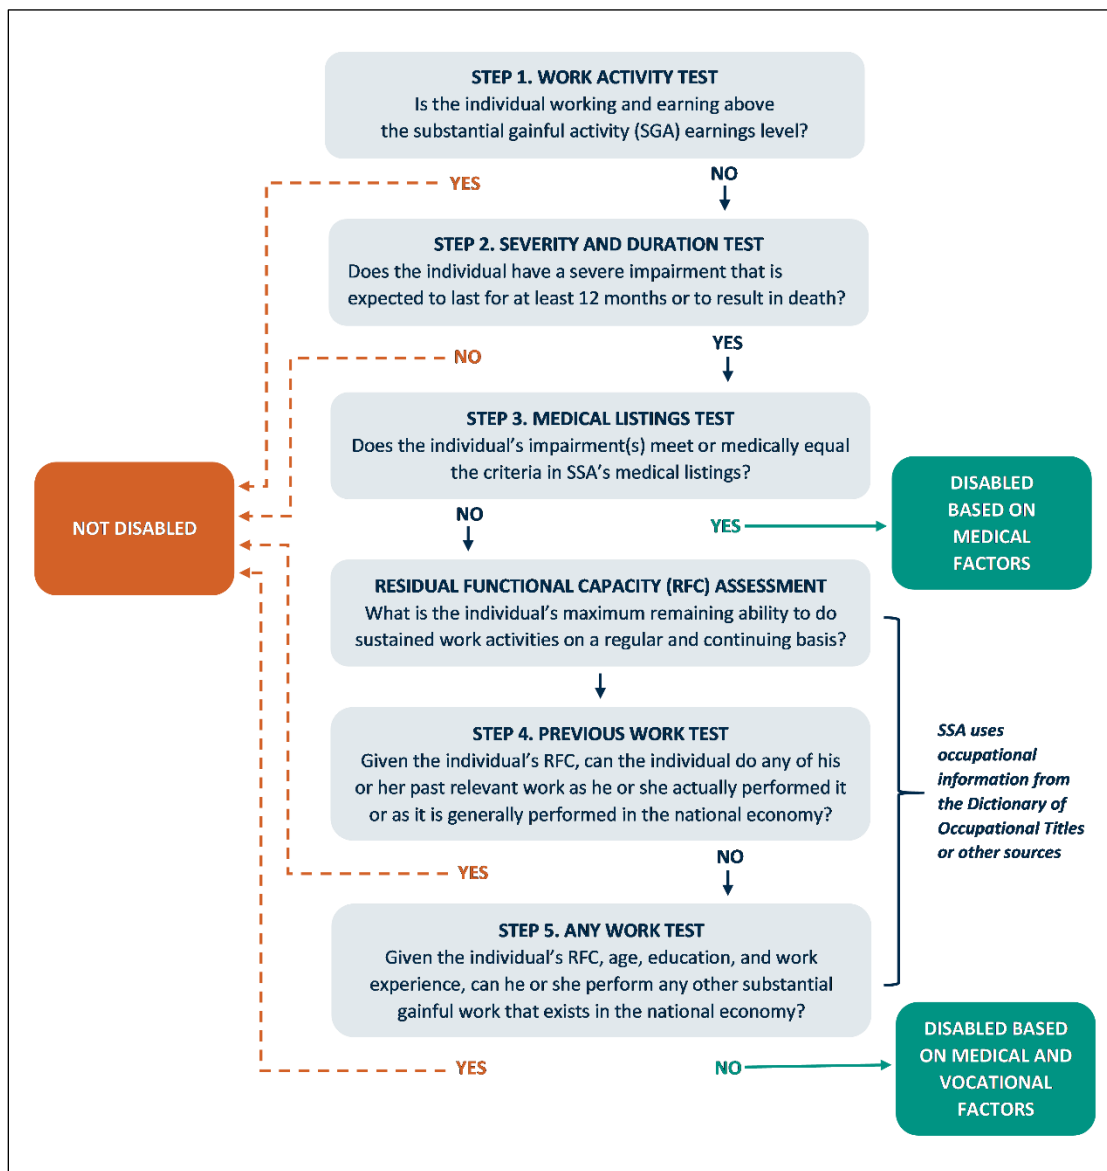 STEP 1. WORK ACTIVITY TEST
Is the individual working and earning above
the substantial gainful activity (SGA) earnings level?
YES
NO
STEP 2. SEVERITY AND DURATION TEST
Does the individual have a severe impairment that is
expected to last for at least 12 months or to result in death?
NO
YES
STEP 3. MEDICAL LISTINGS TEST
Does the individual’s impairment(s) meet or medically equal
the criteria in SSA’s medical listings?
NOT DISABLED
NO
YES
DISABLED
BASED ON
MEDICAL
FACTORS
RESIDUAL FUNCTIONAL CAPACITY (RFC) ASSESSMENT
What is the individual’s maximum remaining ability to do
sustained work activities on a regular and continuing basis?
STEP 4. PREVIOUS WORK TEST
Given the individual’s RFC, can the individual do any of his
or her past relevant work as he or she actually performed it
or as it is generally performed in the national economy?
SSA uses
occupational
information from
the Dictionary of
Occupational Titles
or other sources
YES
NO
STEP 5. ANY WORK TEST
Given the individual’s RFC, age, education, and work
experience, can he or she perform any other substantial
gainful work that exists in the national economy?
YES
NO
DISABLED BASED
ON MEDICAL AND
VOCATIONAL
FACTORS